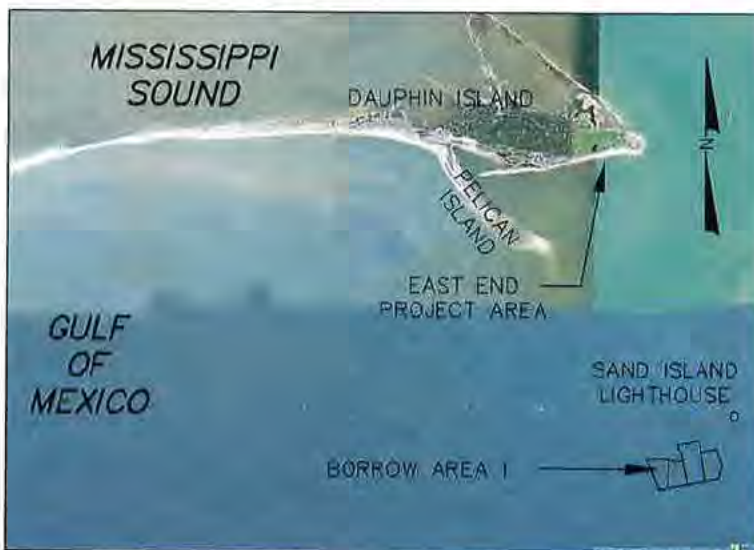 MISSISSIPPI
SOUND
DAUPHIN ISLAND
N
PELICAN
ISLAND
EAST END
PROJECT AREA
GULF
OF
MEXICO
SAND ISLAND
LIGHTHOUSE
BORROW AREA 1